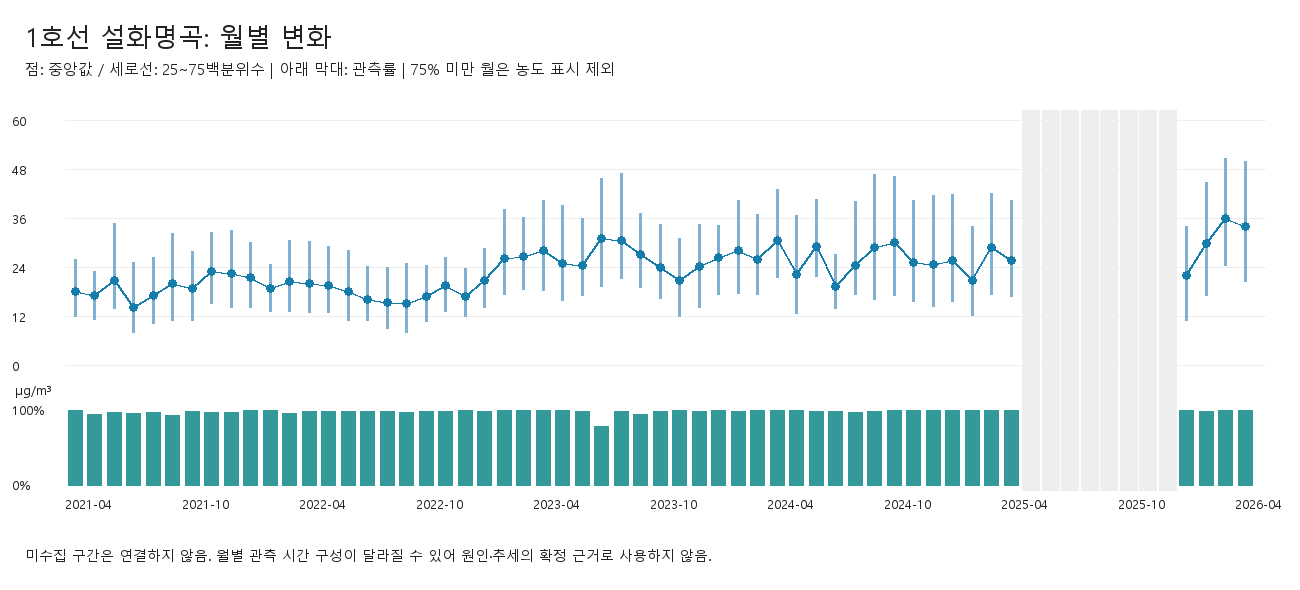 1호선 설화명곡: 월별 변화
점: 중앙값 / 세로선: 25~75백분위수 | 아래 막대: 관측률 | 75% 미만 월은 농도 표시 제외
60
48
36
24
12
0
µg/m³
100%
0%
2021-04 2021-10 2022-04 2022-10 2023-04 2023-10 2024-04 2024-10 2025-04 2025-10 2026-04
미수집 구간은 연결하지 않음. 월별 관측 시간 구성이 달라질 수 있어 원인·추세의 확정 근거로 사용하지 않음.